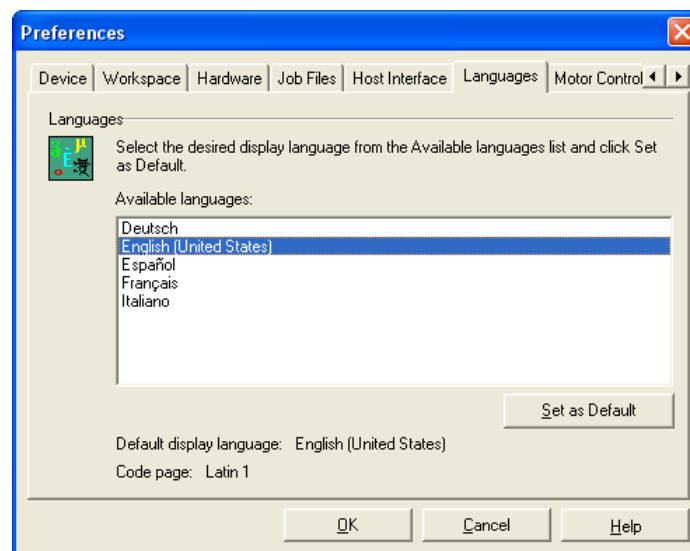 Preferences
Device Workspace Hardware Job Files Host Interface Languages Motor Control
Languages
Select the desired display language from the Available languages list and click Set
as Default.
Available languages:
Deutsch
English (United States)
Español
Français
Italiano
Set as Default
Default display language: English (United States)
Code page: Latin 1
OK Cancel Help